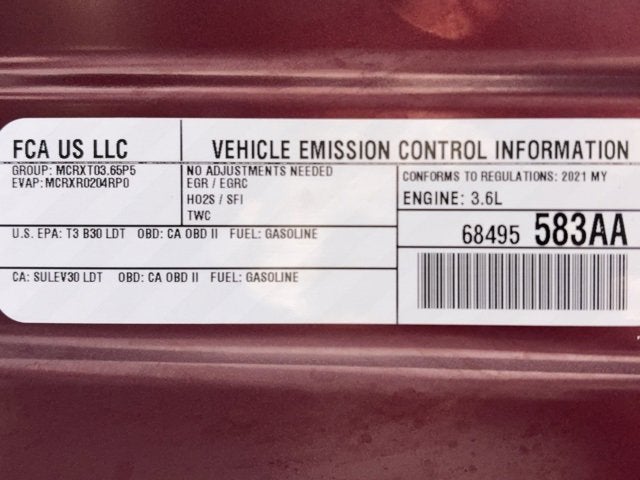 FCA US LLC
VEHICLE EMISSION CONTROL INFORMATION
GROUP: MCRXT03.65P5
EVAP: MCRXR0204RP0
NO ADJUSTMENTS NEEDED
EGR / EGRC
HO2S / SFI
TWC
CONFORMS TO REGULATIONS: 2021 MY
ENGINE: 3.6L
U.S. EPA: T3 B30 LDT OBD: CA OBD II FUEL: GASOLINE
68495 583AA
CA: SULEV30 LDT OBD: CA OBD II FUEL: GASOLINE